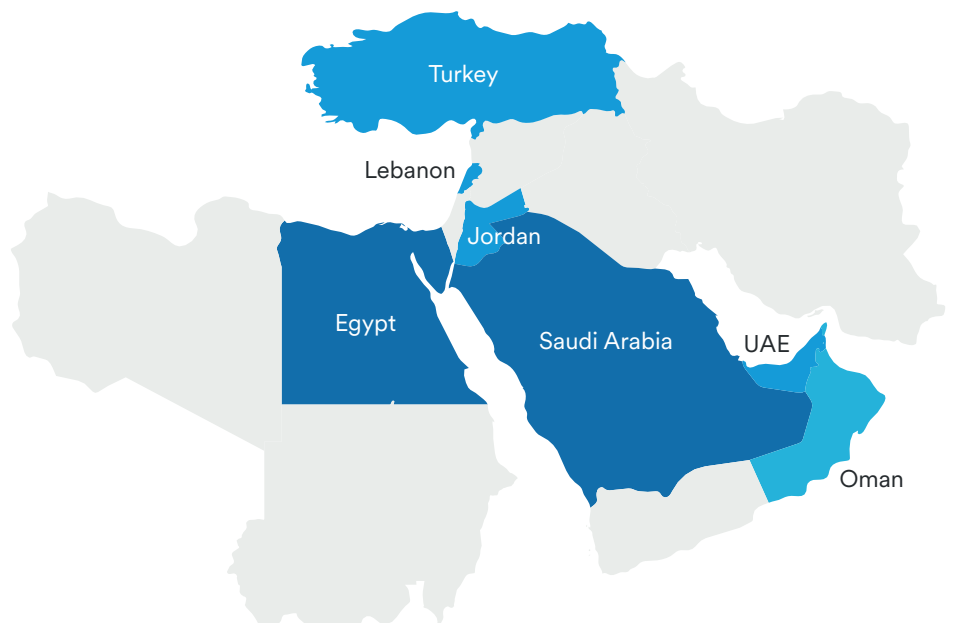 Turkey
Lebanon
Jordan
Egypt
Saudi Arabia
UAE
Oman